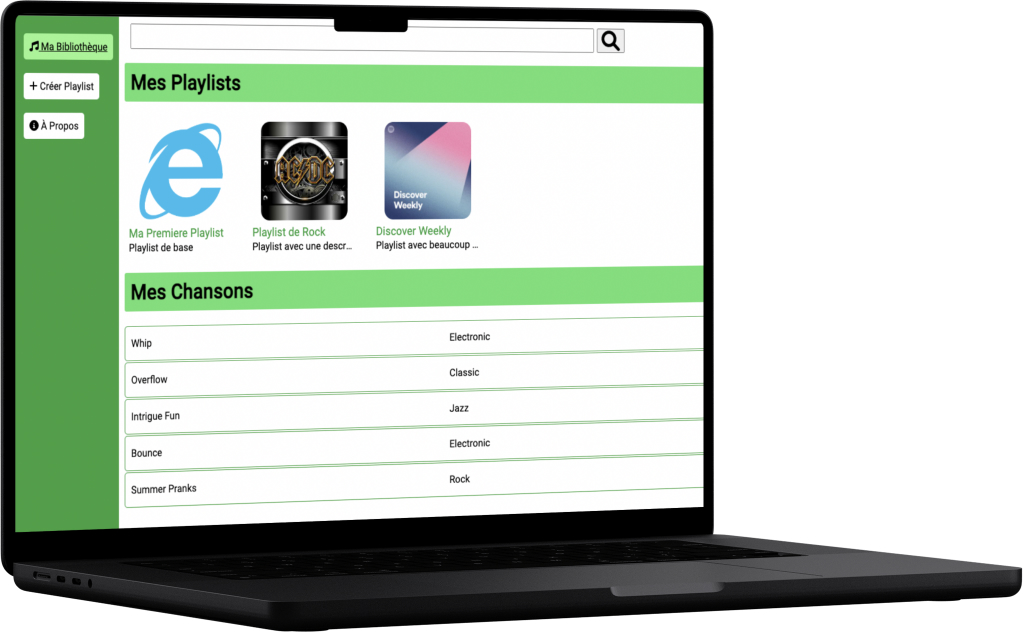 Ma Bibliothèque
+ Créer Playlist
À Propos
Mes Playlists
AC/DC
Discover
Weekly
Ma Premiere Playlist
Playlist de base
Playlist de Rock
Playlist avec une descr...
Discover Weekly
Playlist avec beaucoup ...
Mes Chansons
Whip
Electronic
Overflow
Classic
Intrigue Fun
Jazz
Bounce
Electronic
Summer Pranks
Rock